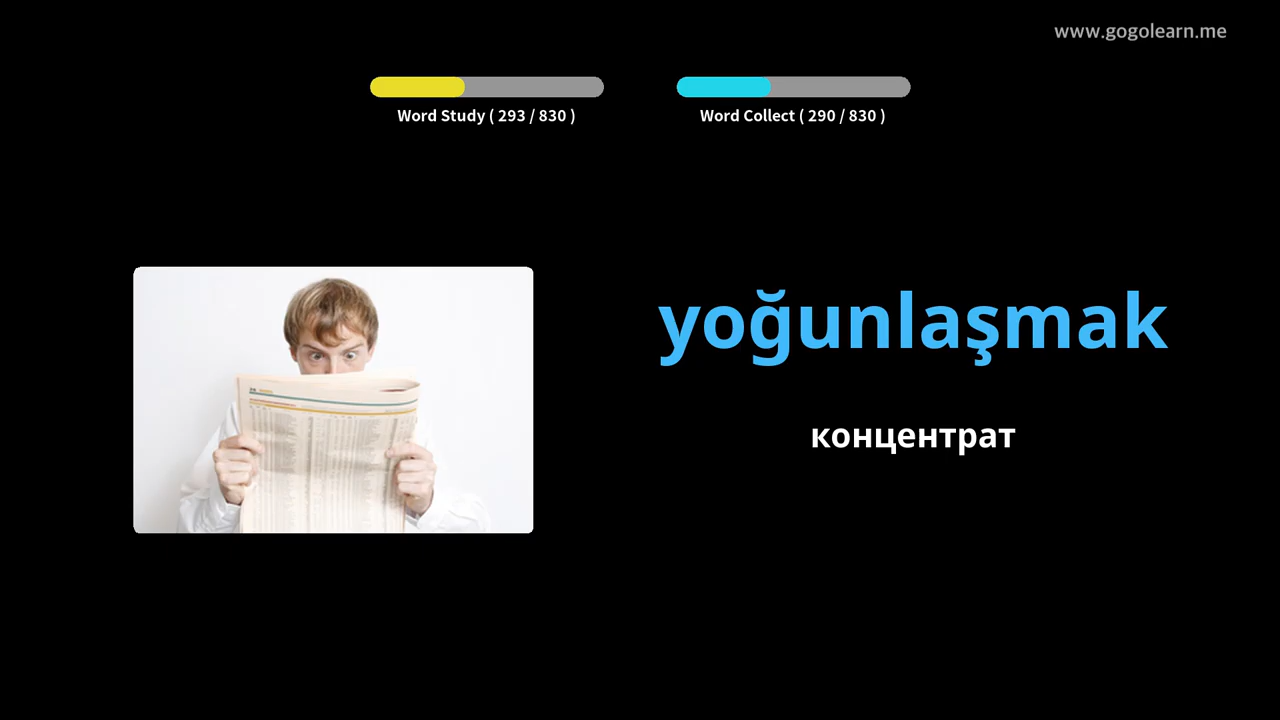 www.gogolearn.me
Word Study ( 293 / 830 )
Word Collect ( 290 / 830 )
yoğunlaşmak
концентрат